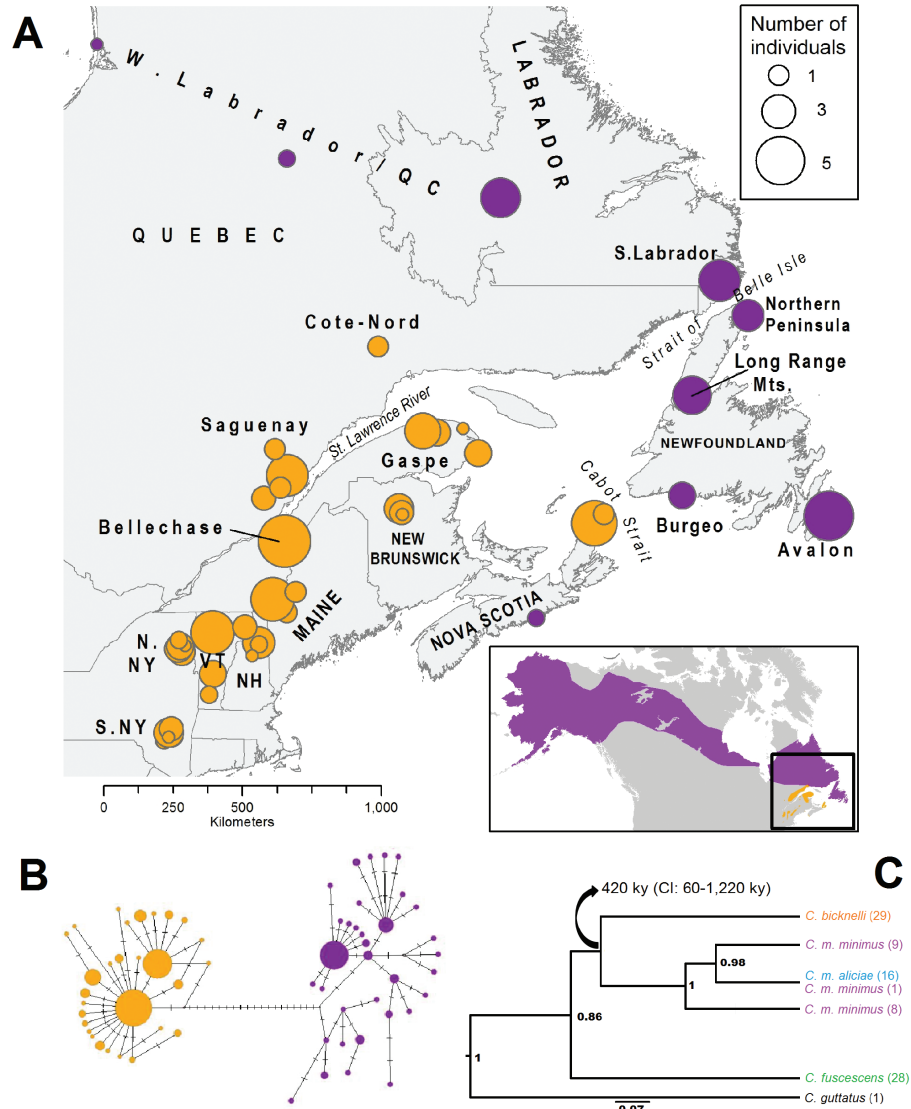 A
Number of
individuals
1
3
5
W. Labrador/QC
LABRADOR
QUEBEC
S.Labrador
Strait of Belle Isle
Northern
Peninsula
Cote-Nord
Long Range
Mts.
Saguenay
St. Lawrence River
Gaspe
NEWFOUNDLAND
Cabot Strait
Burgeo
Avalon
Bellechase
NEW
BRUNSWICK
MAINE
NOVA SCOTIA
N.
NY
VT
NH
S.NY
0 250 500 1,000
Kilometers
B
C
420 ky (CI: 60-1,220 ky)
C. bicknelli (29)
C. m. minimus (9)
0.98
C. m. aliciae (16)
C. m. minimus (1)
1
C. m. minimus (8)
0.86
1
C. fuscescens (28)
C. guttatus (1)